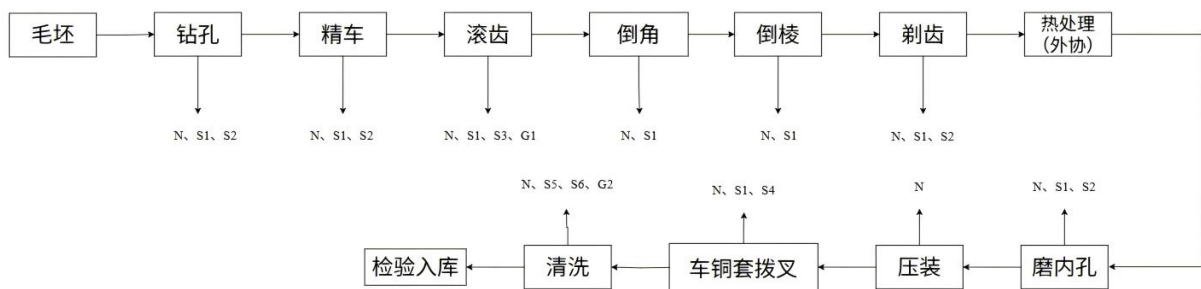 毛坯
钻孔
精车
滚齿
倒角
倒棱
剃齿
热处理
（外协）
N、S1、S2
N、S1、S2
N、S1、S3、G1
N、S1
N、S1
N、S1、S2
N、S5、S6、G2
N、S1、S4
N
N、S1、S2
检验入库
清洗
车铜套拨叉
压装
磨内孔